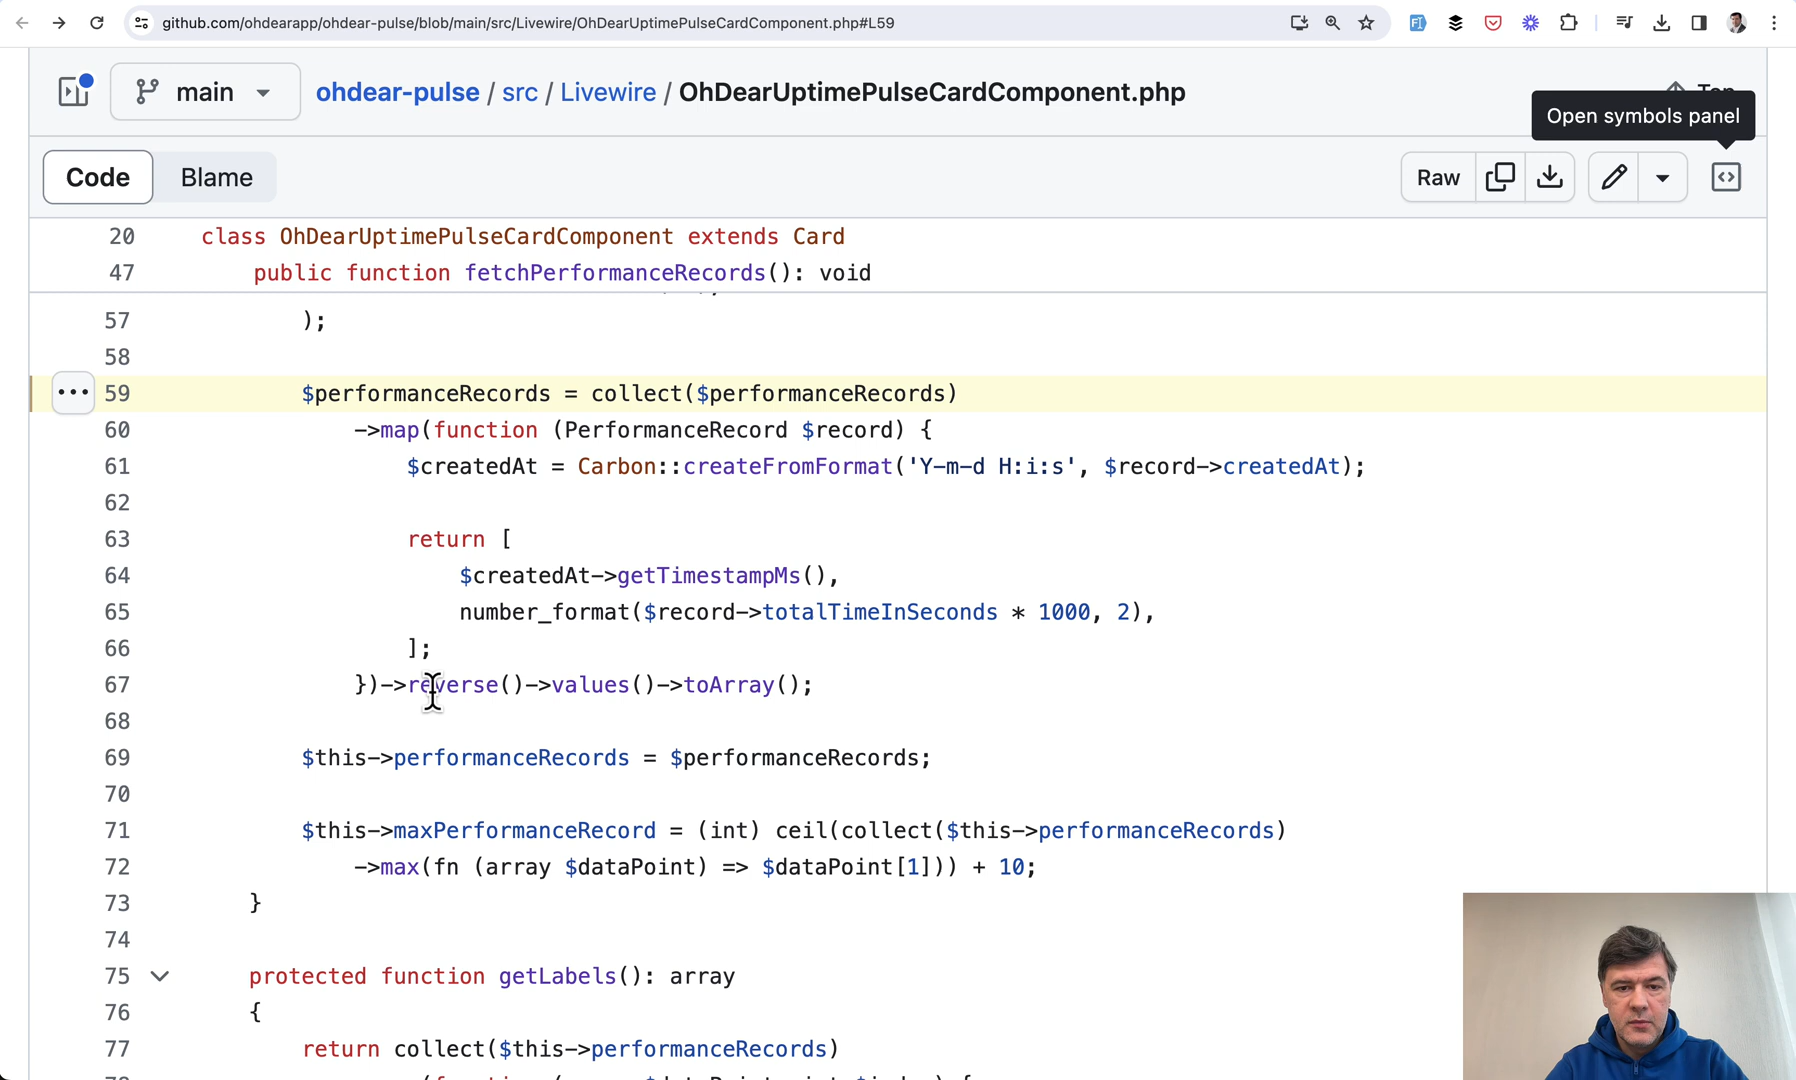 github.com/ohdearapp/ohdear-pulse/blob/main/src/Livewire/OhDearUptimePulseCardComponent.php#L59
main ohdear-pulse / src / Livewire / OhDearUptimePulseCardComponent.php
Open symbols panel
Code Blame Raw
20 class OhDearUptimePulseCardComponent extends Card
47 public function fetchPerformanceRecords(): void
57 );
58
59 $performanceRecords = collect($performanceRecords)
60 ->map(function (PerformanceRecord $record) {
61 $createdAt = Carbon::createFromFormat('Y-m-d H:i:s', $record->createdAt);
62
63 return [
64 $createdAt->getTimestampMs(),
65 number_format($record->totalTimeInSeconds * 1000, 2),
66 ];
67 })->reverse()->values()->toArray();
68
69 $this->performanceRecords = $performanceRecords;
70
71 $this->maxPerformanceRecord = (int) ceil(collect($this->performanceRecords)
72 ->max(fn (array $dataPoint) => $dataPoint[1])) + 10;
73 }
74
75 protected function getLabels(): array
76 {
77 return collect($this->performanceRecords)